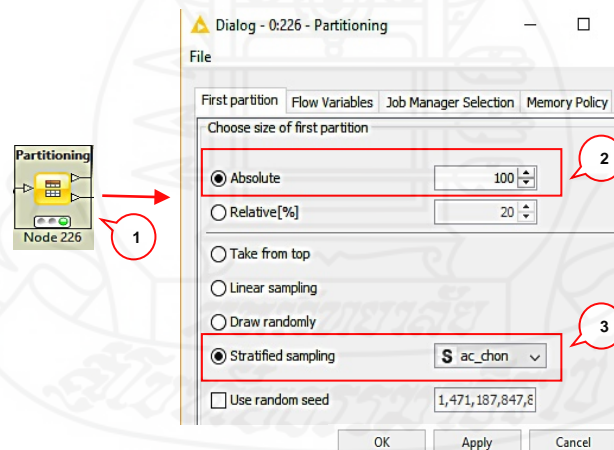 Dialog - 0:226 - Partitioning
File
First partition Flow Variables Job Manager Selection Memory Policy
Choose size of first partition
Absolute 100
Relative[%] 20
Take from top
Linear sampling
Draw randomly
Stratified sampling S ac_chon
Use random seed 1,471,187,847,8
OK Apply Cancel
Partitioning
Node 226
1
2
3